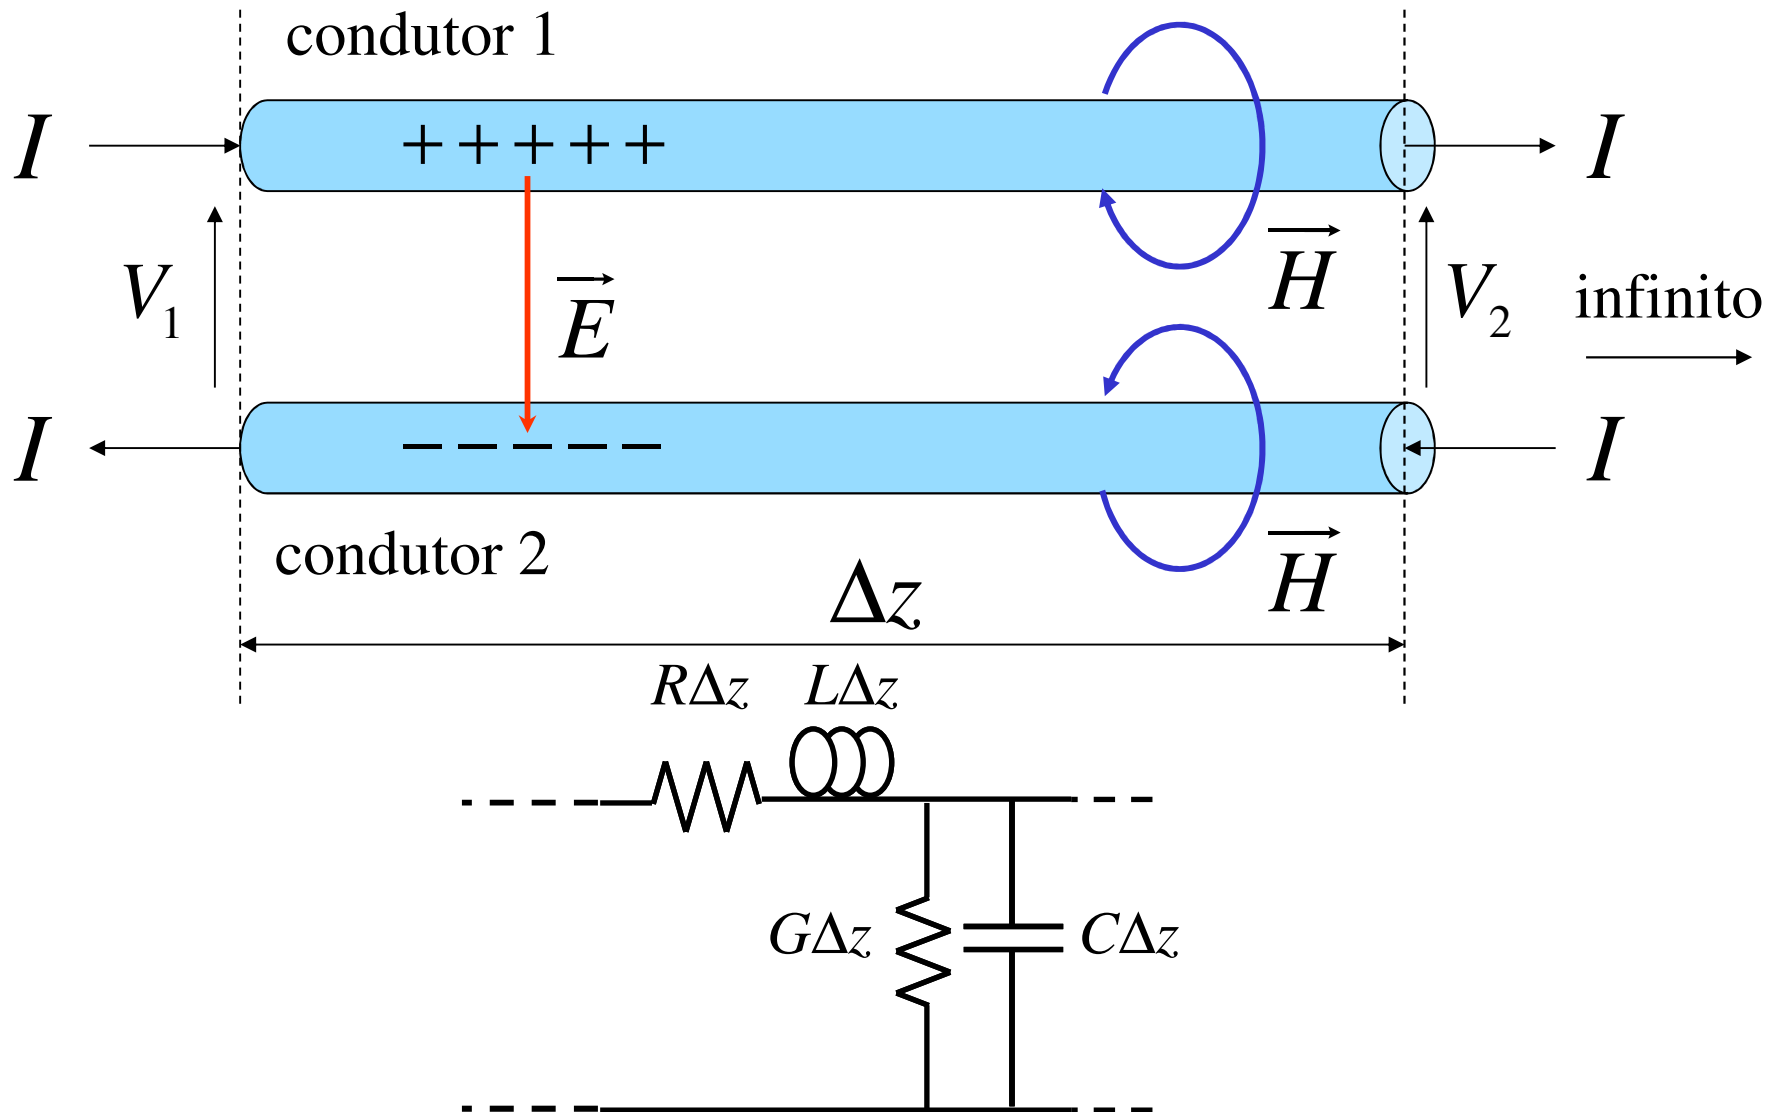 condutor 1
I
+ + + + +
I
V₁
E
H
V₂
infinito
I
− − − − −
I
condutor 2
H
Δz
RΔz LΔz
GΔz
CΔz